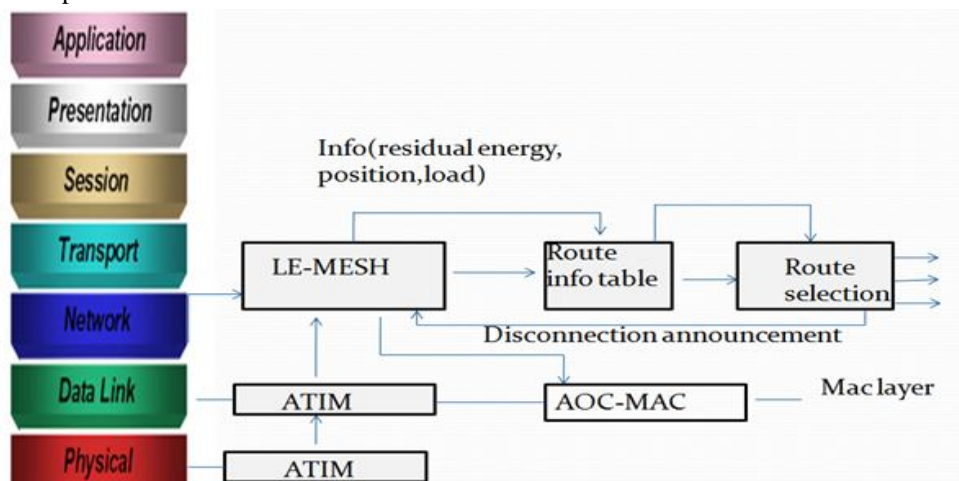 Application
Presentation
Session
Transport
Network
Data Link
Physical
Info(residual energy,
position,load)
LE-MESH
Route
info table
Route
selection
Disconnection announcement
ATIM
AOC-MAC
Mac layer
ATIM